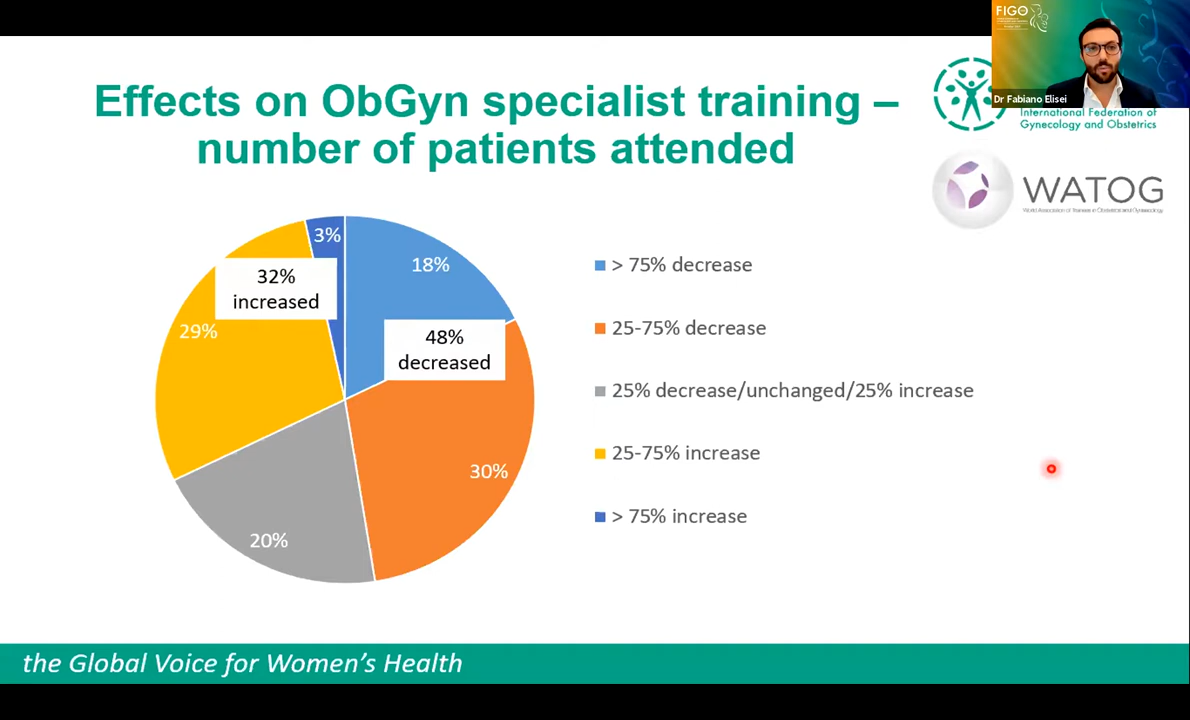 FIGO
Dr Fabiano Elisei
Effects on ObGyn specialist training –
number of patients attended
International Federation of
Gynecology and Obstetrics
WATOG
World Association of Trainees in Obstetrics and Gynecology
3%
18%
32%
increased
29%
48%
decreased
30%
20%
> 75% decrease
25-75% decrease
25% decrease/unchanged/25% increase
25-75% increase
> 75% increase
the Global Voice for Women's Health